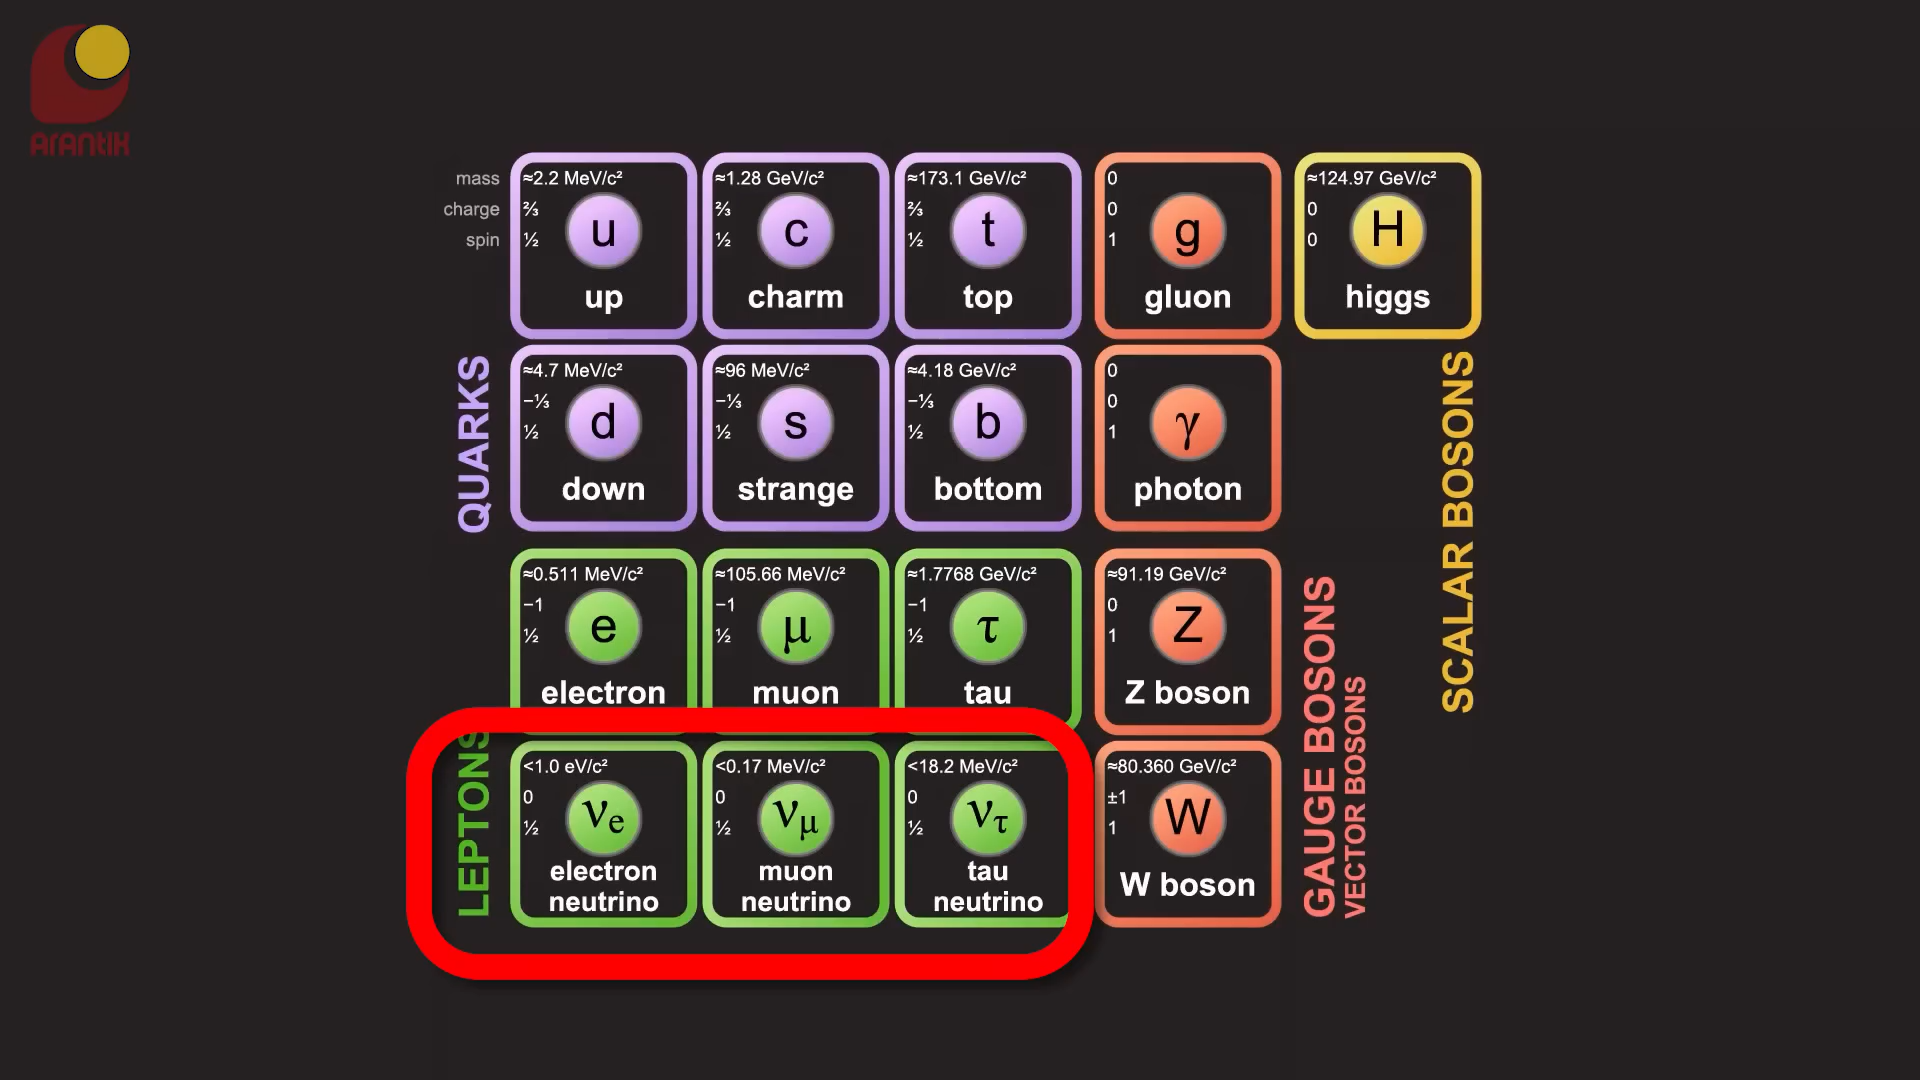 ArAntIK
mass
charge
spin
≈2.2 MeV/c²
⅔
½
u
up
≈1.28 GeV/c²
⅔
½
c
charm
≈173.1 GeV/c²
⅔
½
t
top
0
0
1
g
gluon
≈124.97 GeV/c²
0
0
H
higgs
QUARKS
≈4.7 MeV/c²
−⅓
½
d
down
≈96 MeV/c²
−⅓
½
s
strange
≈4.18 GeV/c²
−⅓
½
b
bottom
0
0
1
γ
photon
SCALAR BOSONS
≈0.511 MeV/c²
−1
½
e
electron
≈105.66 MeV/c²
−1
½
μ
muon
≈1.7768 GeV/c²
−1
½
τ
tau
≈91.19 GeV/c²
0
1
Z
Z boson
LEPTONS
<1.0 eV/c²
0
½
νe
electron
neutrino
<0.17 MeV/c²
0
½
νμ
muon
neutrino
<18.2 MeV/c²
0
½
ντ
tau
neutrino
≈80.360 GeV/c²
±1
1
W
W boson
GAUGE BOSONS
VECTOR BOSONS